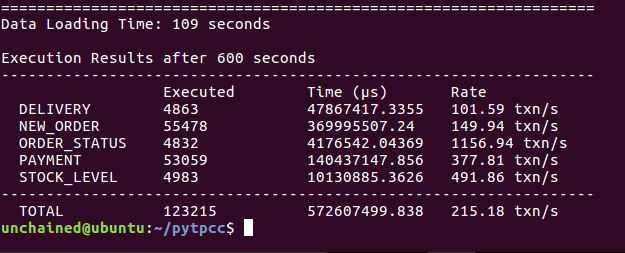 ==================================================================
Data Loading Time: 109 seconds
Execution Results after 600 seconds
------------------------------------------------------------------
Executed Time (µs) Rate
DELIVERY 4863 47867417.3355 101.59 txn/s
NEW_ORDER 55478 369995507.24 149.94 txn/s
ORDER_STATUS 4832 4176542.04369 1156.94 txn/s
PAYMENT 53059 140437147.856 377.81 txn/s
STOCK_LEVEL 4983 10130885.3626 491.86 txn/s
------------------------------------------------------------------
TOTAL 123215 572607499.838 215.18 txn/s
unchained@ubuntu:~/pytpcc$